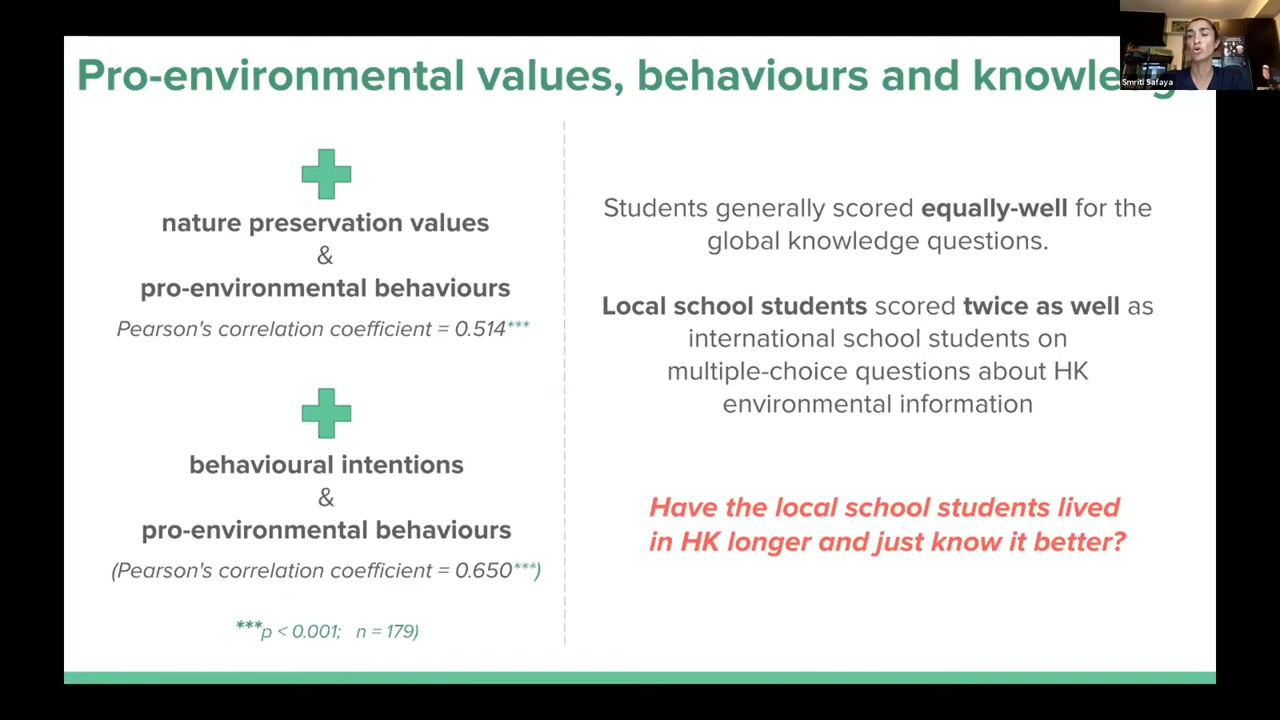 Pro-environmental values, behaviours and
Smriti Safaya
nature preservation values
&
pro-environmental behaviours
Pearson's correlation coefficient = 0.514***
behavioural intentions
&
pro-environmental behaviours
(Pearson's correlation coefficient = 0.650***)
***p < 0.001; n = 179)
Students generally scored equally-well for the
global knowledge questions.
Local school students scored twice as well as
international school students on
multiple-choice questions about HK
environmental information
Have the local school students lived
in HK longer and just know it better?